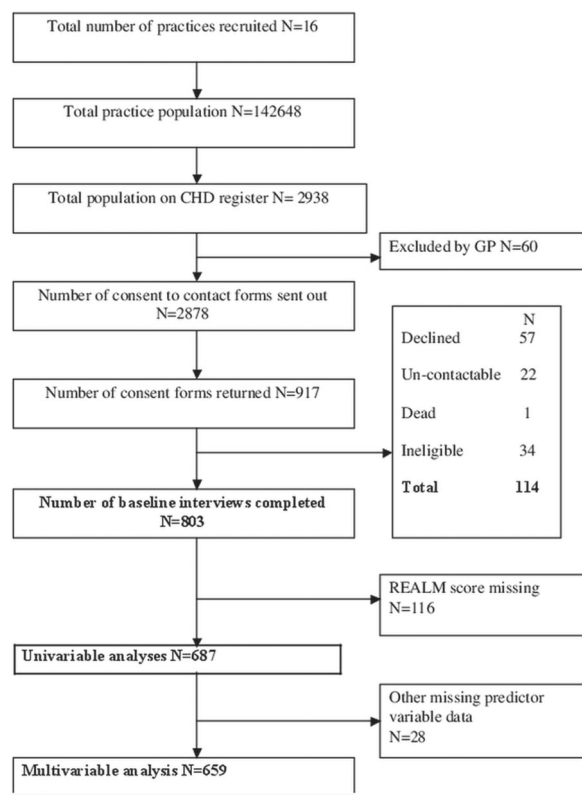 Total number of practices recruited N=16
Total practice population N=142648
Total population on CHD register N= 2938
Excluded by GP N=60
Number of consent to contact forms sent out
N=2878
Number of consent forms returned N=917
N
Declined 57
Un-contactable 22
Dead 1
Ineligible 34
Total 114
Number of baseline interviews completed
N=803
REALM score missing
N=116
Univariable analyses N=687
Other missing predictor
variable data
N=28
Multivariable analysis N=659